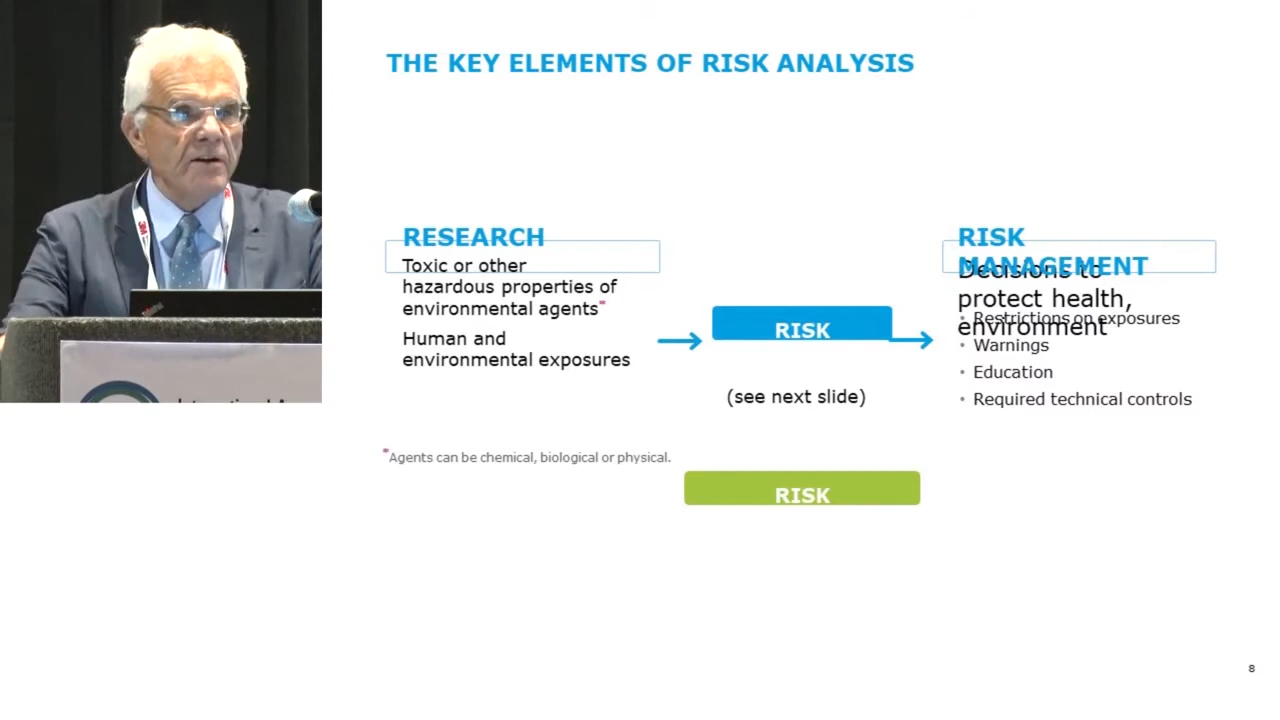 THE KEY ELEMENTS OF RISK ANALYSIS
RESEARCH
Toxic or other
hazardous properties of
environmental agents*
Human and
environmental exposures
RISK
(see next slide)
RISK
MANAGEMENT
Decisions to
protect health,
environment
• Restrictions on exposures
• Warnings
• Education
• Required technical controls
*Agents can be chemical, biological or physical.
RISK
8
3M